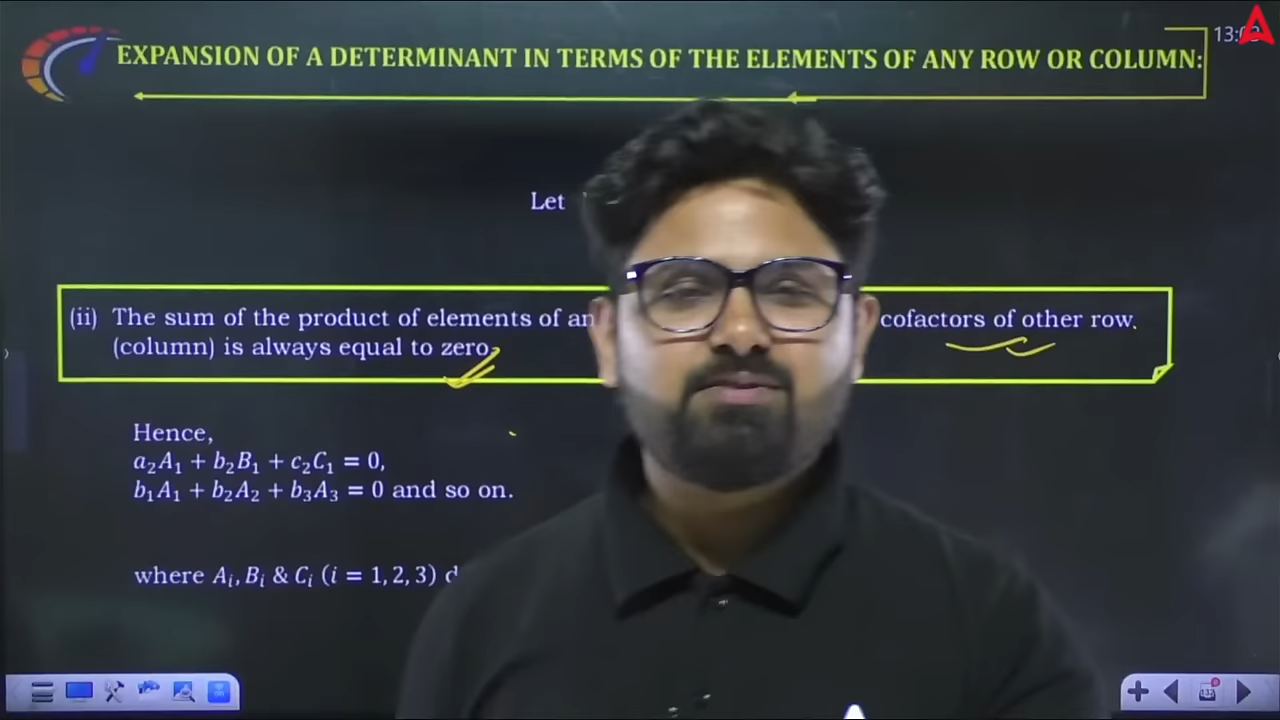 EXPANSION OF A DETERMINANT IN TERMS OF THE ELEMENTS OF ANY ROW OR COLUMN:
Let
(ii) The sum of the product of elements of an cofactors of other row
(column) is always equal to zero.
Hence,
a₂A₁ + b₂B₁ + c₂C₁ = 0,
b₁A₁ + b₂A₂ + b₃A₃ = 0 and so on.
where Aᵢ, Bᵢ & Cᵢ (i = 1, 2, 3)
132